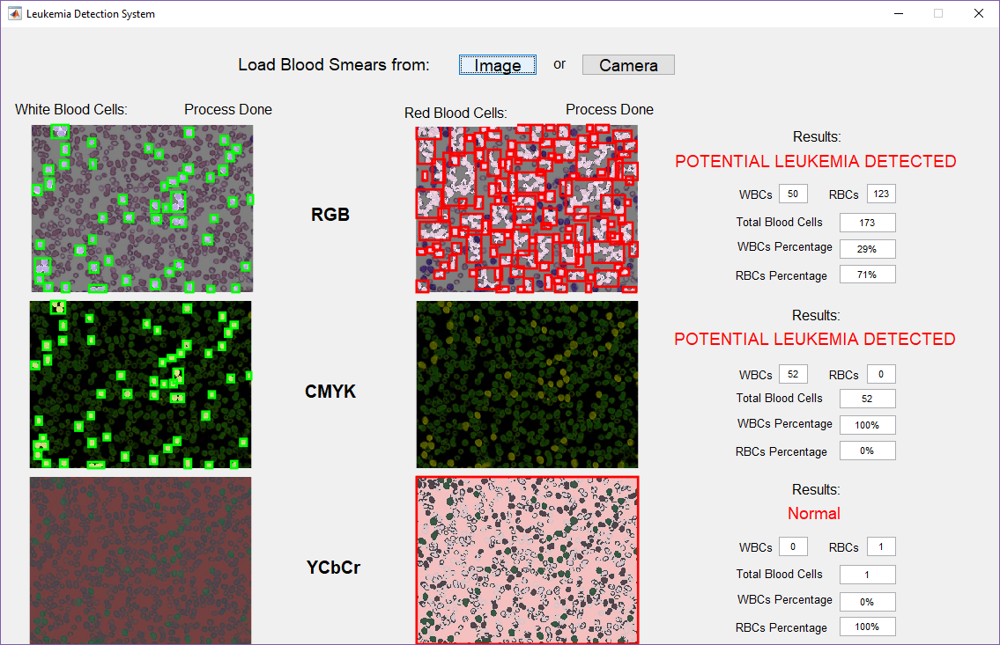 Leukemia Detection System
Load Blood Smears from: Image or Camera
White Blood Cells: Process Done
Red Blood Cells: Process Done
RGB
Results:
POTENTIAL LEUKEMIA DETECTED
WBCs 50 RBCs 123
Total Blood Cells 173
WBCs Percentage 29%
RBCs Percentage 71%
CMYK
Results:
POTENTIAL LEUKEMIA DETECTED
WBCs 52 RBCs 0
Total Blood Cells 52
WBCs Percentage 100%
RBCs Percentage 0%
YCbCr
Results:
Normal
WBCs 0 RBCs 1
Total Blood Cells 1
WBCs Percentage 0%
RBCs Percentage 100%